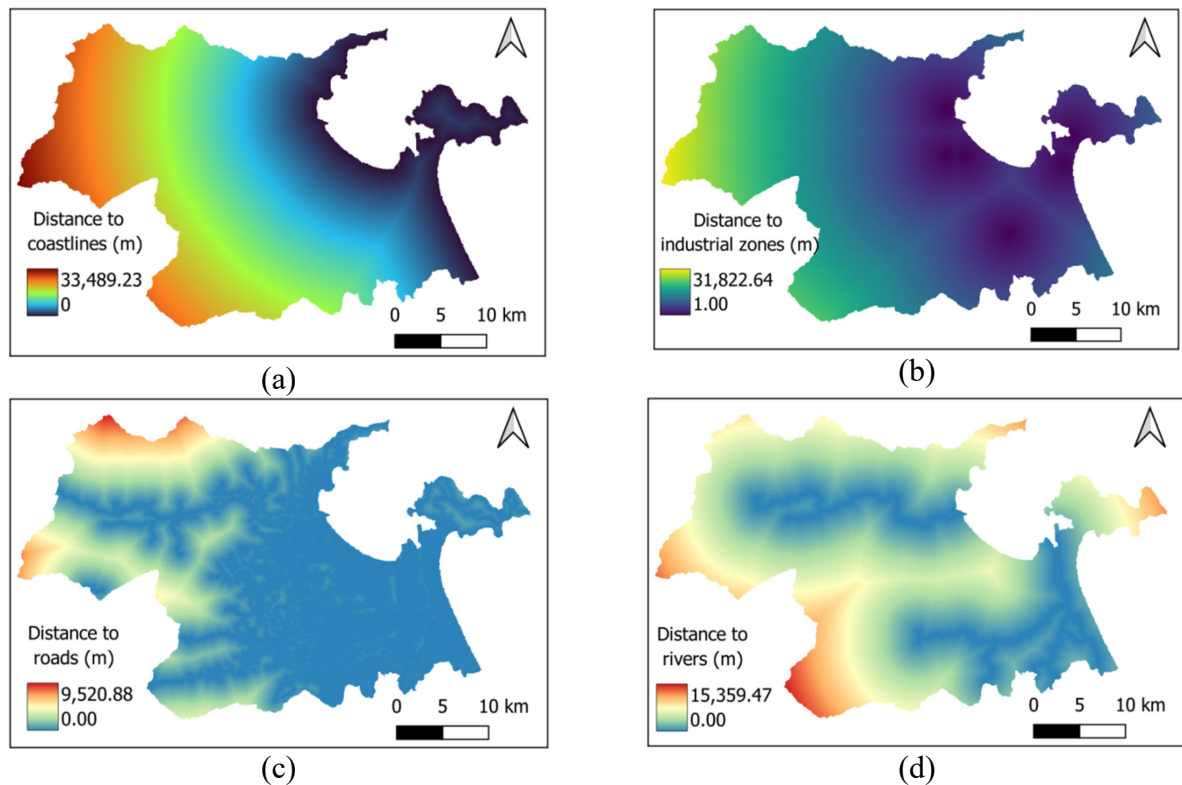 Distance to
coastlines (m)
33,489.23
0
0 5 10 km
(a)
Distance to
industrial zones (m)
31,822.64
1.00
0 5 10 km
(b)
Distance to
roads (m)
9,520.88
0.00
0 5 10 km
(c)
Distance to
rivers (m)
15,359.47
0.00
0 5 10 km
(d)